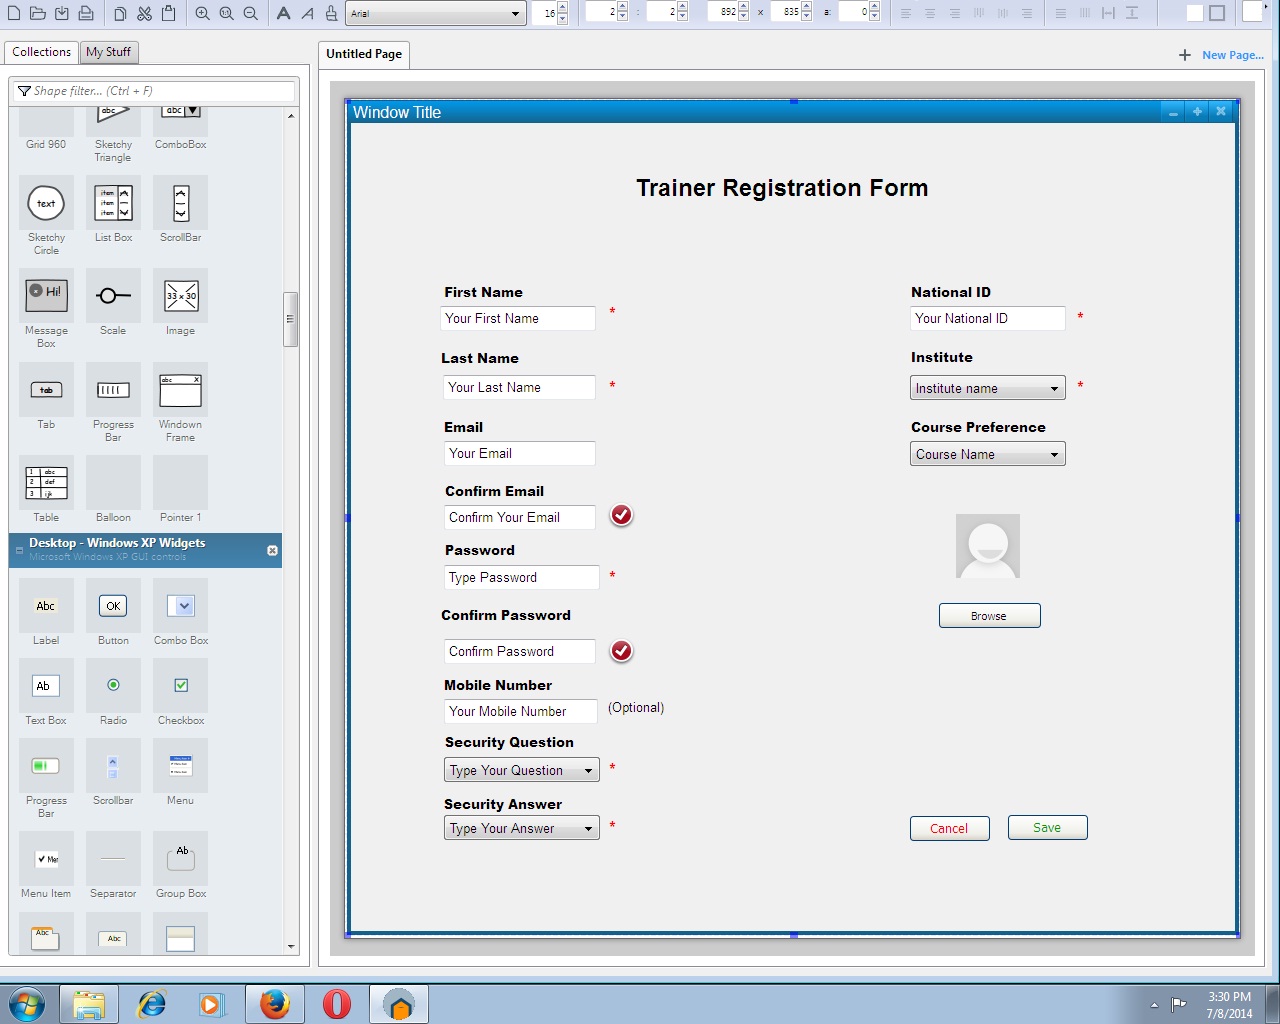 Arial
16
2 : 2
892 x 835
a: 0
Collections
My Stuff
Untitled Page
New Page...
Shape filter... (Ctrl + F)
abc
abc
Grid 960
Sketchy Triangle
ComboBox
text
item
item
item
Sketchy Circle
List Box
ScrollBar
Hi!
33 x 30
Message Box
Scale
Image
tab
abc X
Tab
Progress Bar
Windown Frame
1 abc
2 def
3 ijk
Table
Balloon
Pointer 1
Desktop - Windows XP Widgets
Microsoft Windows XP GUI controls
Abc
OK
Label
Button
Combo Box
Ab
Text Box
Radio
Checkbox
Progress Bar
Scrollbar
Menu
Mer
Ab
Menu Item
Separator
Group Box
Abc
Abc
Window Title
Trainer Registration Form
First Name
Your First Name *
Last Name
Your Last Name *
Email
Your Email
Confirm Email
Confirm Your Email
Password
Type Password *
Confirm Password
Confirm Password
Mobile Number
Your Mobile Number (Optional)
Security Question
Type Your Question *
Security Answer
Type Your Answer *
National ID
Your National ID *
Institute
Institute name *
Course Preference
Course Name
Browse
Cancel
Save
3:30 PM
7/8/2014